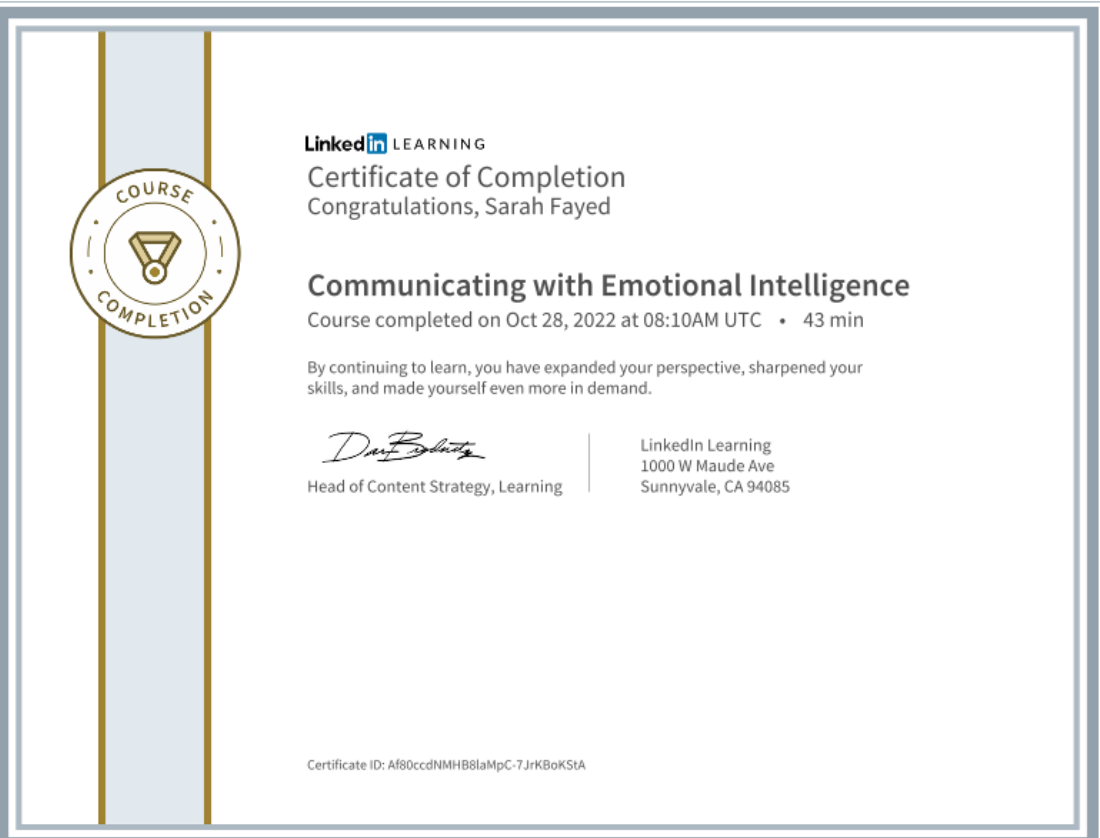 COURSE
COMPLETION
Linked in LEARNING
Certificate of Completion
Congratulations, Sarah Fayed
Communicating with Emotional Intelligence
Course completed on Oct 28, 2022 at 08:10AM UTC • 43 min
By continuing to learn, you have expanded your perspective, sharpened your
skills, and made yourself even more in demand.
Head of Content Strategy, Learning
LinkedIn Learning
1000 W Maude Ave
Sunnyvale, CA 94085
Certificate ID: Af80ccdNMHB8laMpC-7JrKBoKStA